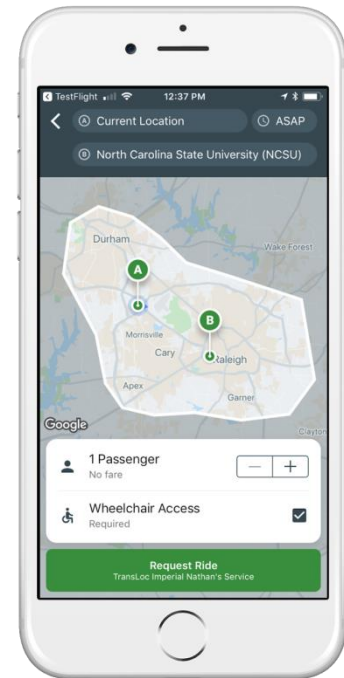 TestFlight 12:37 PM
A Current Location ASAP
B North Carolina State University (NCSU)
Durham
Wake Forest
A
B
Morrisville
Cary
Raleigh
Apex
Garner
Google
Clayton
1 Passenger
No fare
Wheelchair Access
Required
Request Ride
TransLoc Imperial Nathan's Service